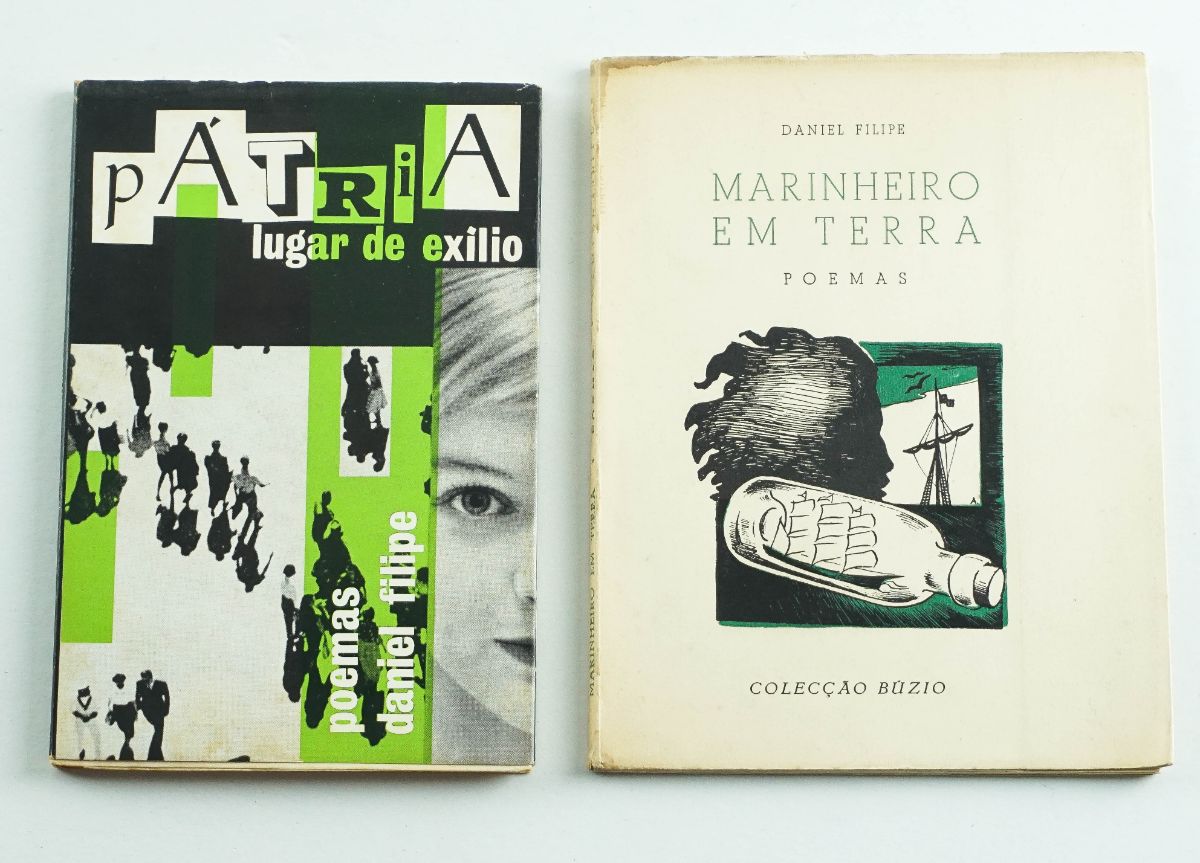 pÁTRiA
lugar de exílio
poemas
daniel filipe
DANIEL FILIPE
MARINHEIRO
EM TERRA
POEMAS
COLECÇÃO BÚZIO
MARINHEIRO EM TERRA